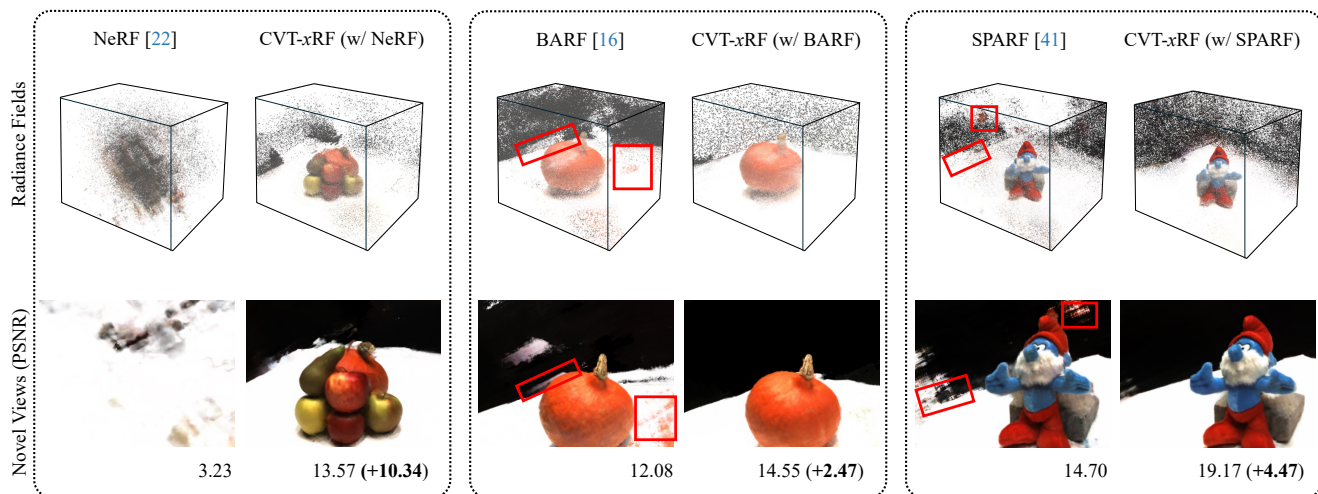 NeRF [22]
CVT-xRF (w/ NeRF)
BARF [16]
CVT-xRF (w/ BARF)
SPARF [41]
CVT-xRF (w/ SPARF)
Radiance Fields
Novel Views (PSNR)
3.23
13.57 (+10.34)
12.08
14.55 (+2.47)
14.70
19.17 (+4.47)